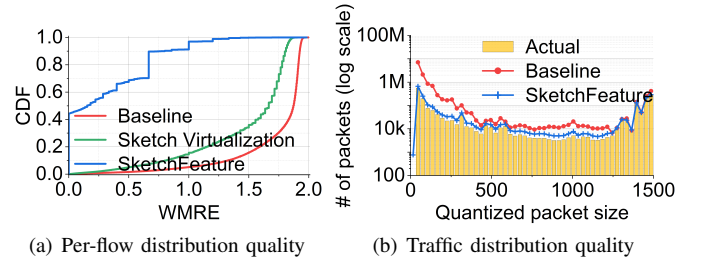 1.0
0.8
0.6
0.4
0.2
0.0
CDF
Baseline
Sketch Virtualization
SketchFeature
0.0 0.5 1.0 1.5 2.0
WMRE
(a) Per-flow distribution quality
100M
1M
10k
100
# of packets (log scale)
Actual
Baseline
SketchFeature
0 500 1000 1500
Quantized packet size
(b) Traffic distribution quality